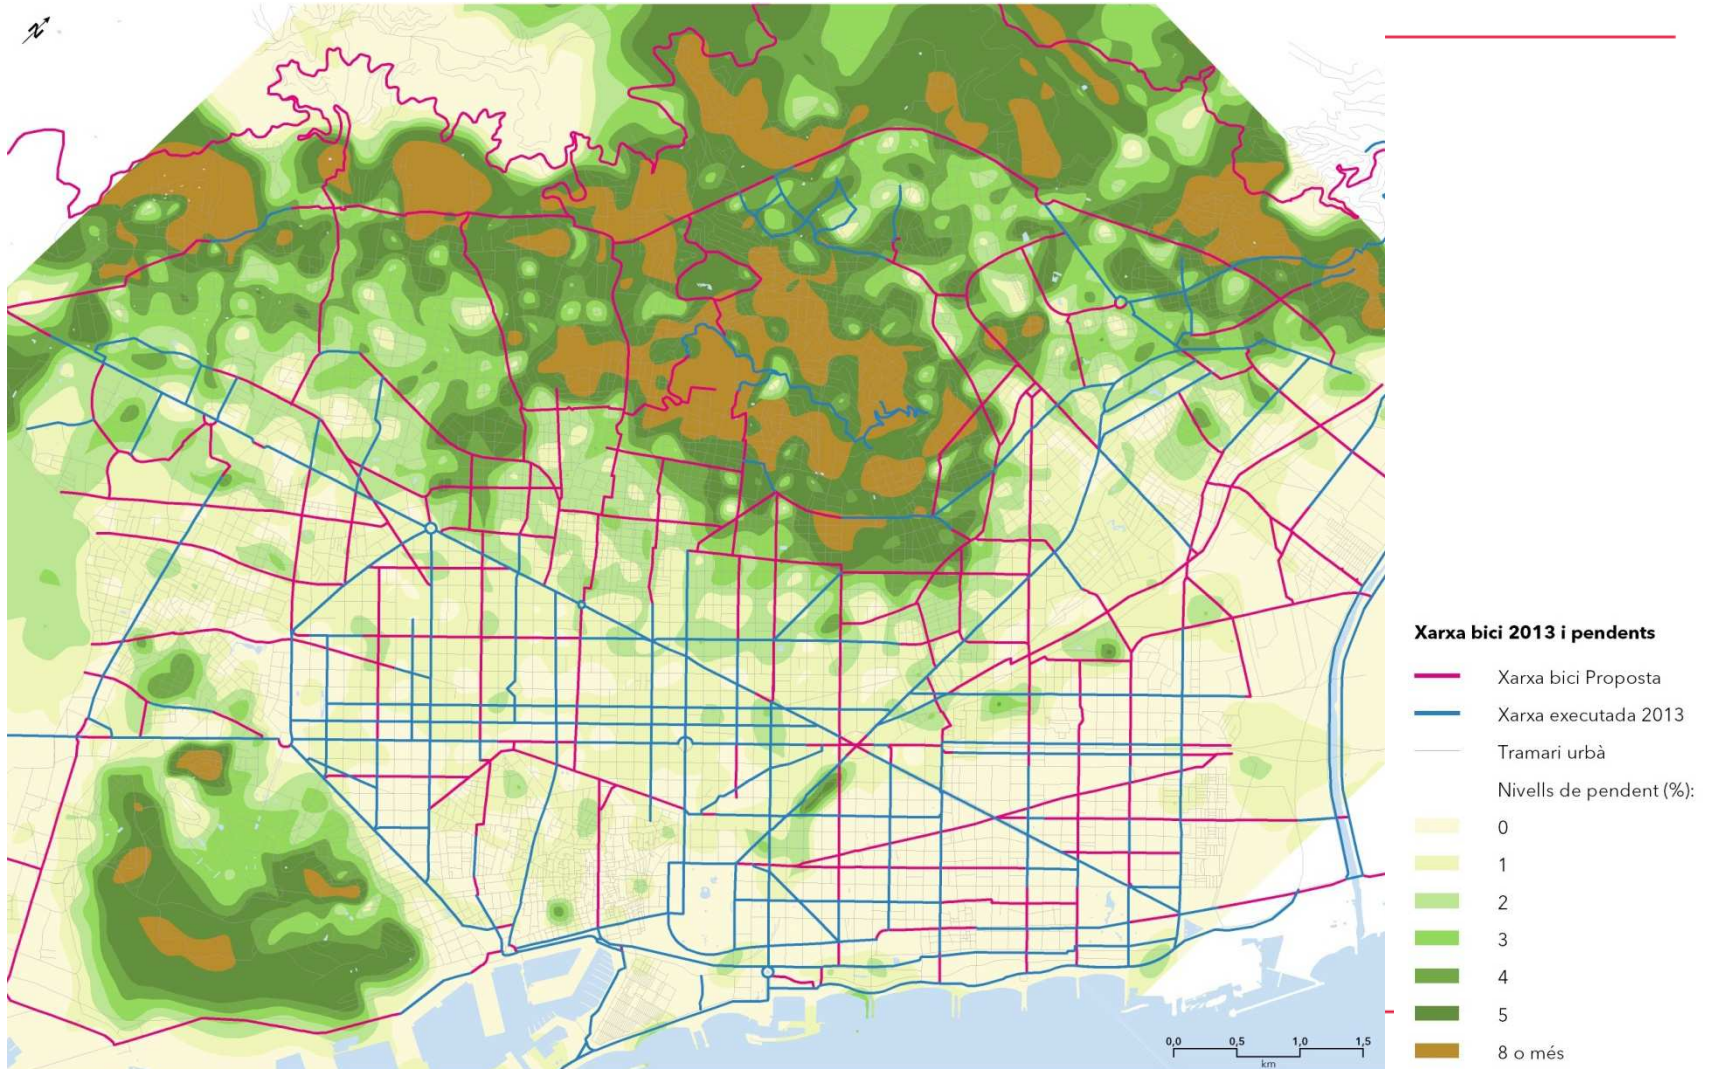 N
Xarxa bici 2013 i pendents
Xarxa bici Proposta
Xarxa executada 2013
Tramari urbà
Nivells de pendent (%):
0
1
2
3
4
5
8 o més
0,0 0,5 1,0 1,5
km